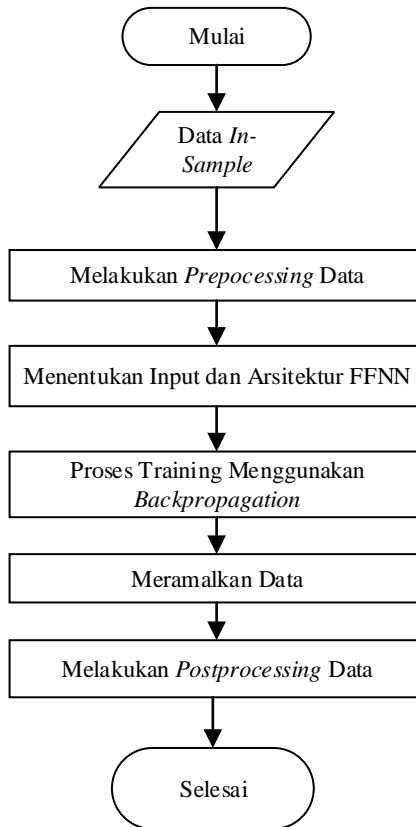 Mulai
Data In-
Sample
Melakukan Prepocessing Data
Menentukan Input dan Arsitektur FFNN
Proses Training Menggunakan
Backpropagation
Meramalkan Data
Melakukan Postprocessing Data
Selesai